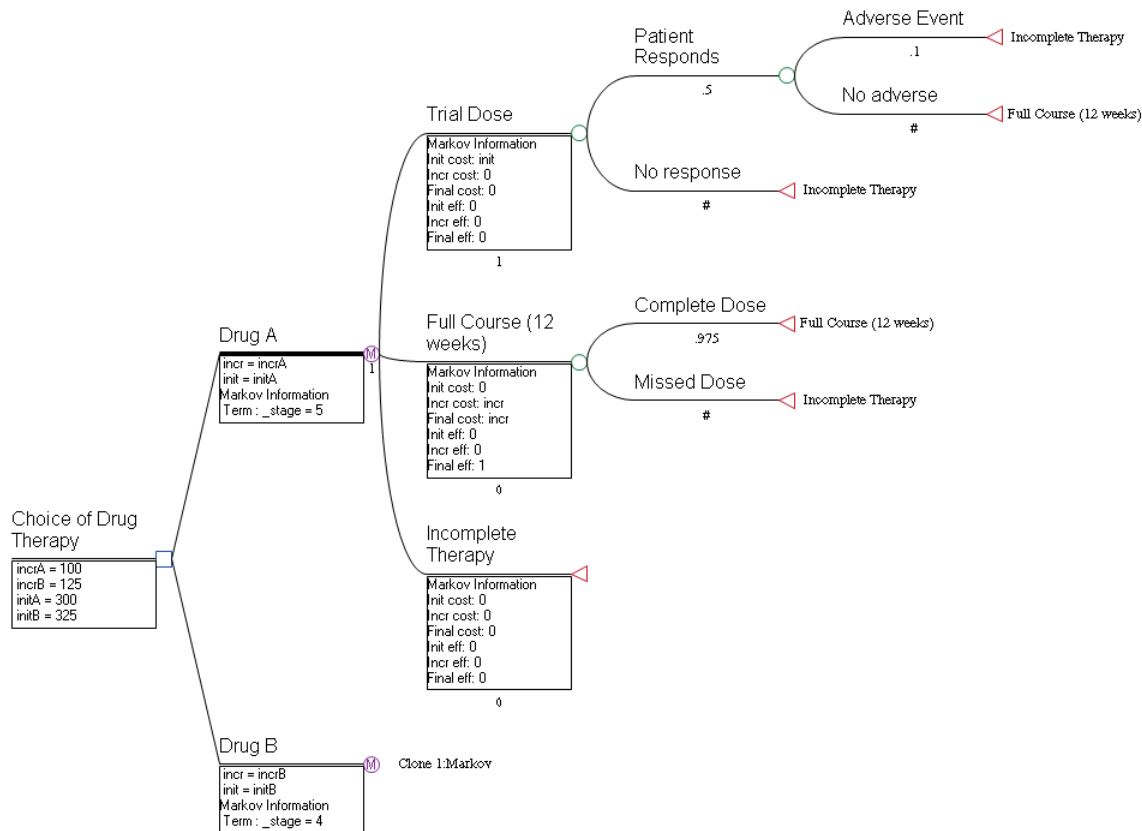 Choice of Drug
Therapy
incrA = 100
incrB = 125
initA = 300
initB = 325
Drug A
incr = incrA
init = initA
Markov Information
Term : _stage = 5
M
1
Trial Dose
Markov Information
Init cost: init
Incr cost: 0
Final cost: 0
Init eff: 0
Incr eff: 0
Final eff: 0
1
Patient
Responds
.5
Adverse Event
.1
Incomplete Therapy
No adverse
#
Full Course (12 weeks)
No response
#
Incomplete Therapy
Full Course (12
weeks)
Markov Information
Init cost: 0
Incr cost: incr
Final cost: incr
Init eff: 0
Incr eff: 0
Final eff: 1
0
Complete Dose
.975
Full Course (12 weeks)
Missed Dose
#
Incomplete Therapy
Incomplete
Therapy
Markov Information
Init cost: 0
Incr cost: 0
Final cost: 0
Init eff: 0
Incr eff: 0
Final eff: 0
0
Drug B
incr = incrB
init = initB
Markov Information
Term : _stage = 4
M
Clone 1:Markov